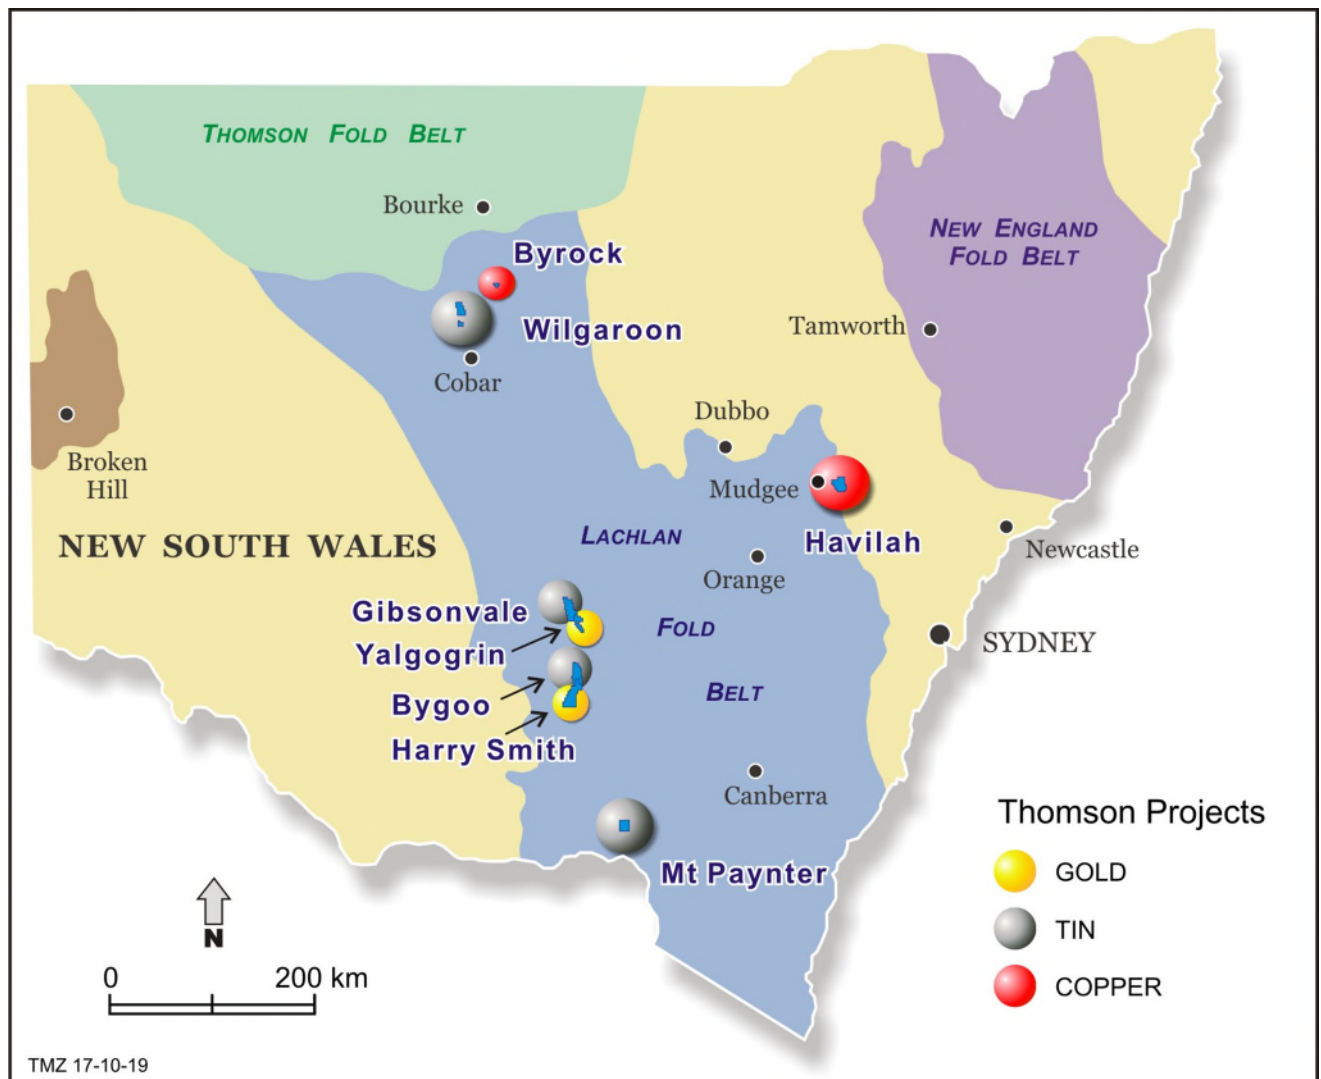 THOMSON FOLD BELT
Bourke
NEW ENGLAND
FOLD BELT
Byrock
Wilgaroon
Tamworth
Cobar
Dubbo
Broken
Hill
Mudgee
NEW SOUTH WALES
LACHLAN
Havilah
Newcastle
Orange
Gibsonvale
FOLD
SYDNEY
Yalgogrin
BELT
Bygoo
Harry Smith
Canberra
Thomson Projects
Mt Paynter
GOLD
TIN
COPPER
N
0 200 km
TMZ 17-10-19